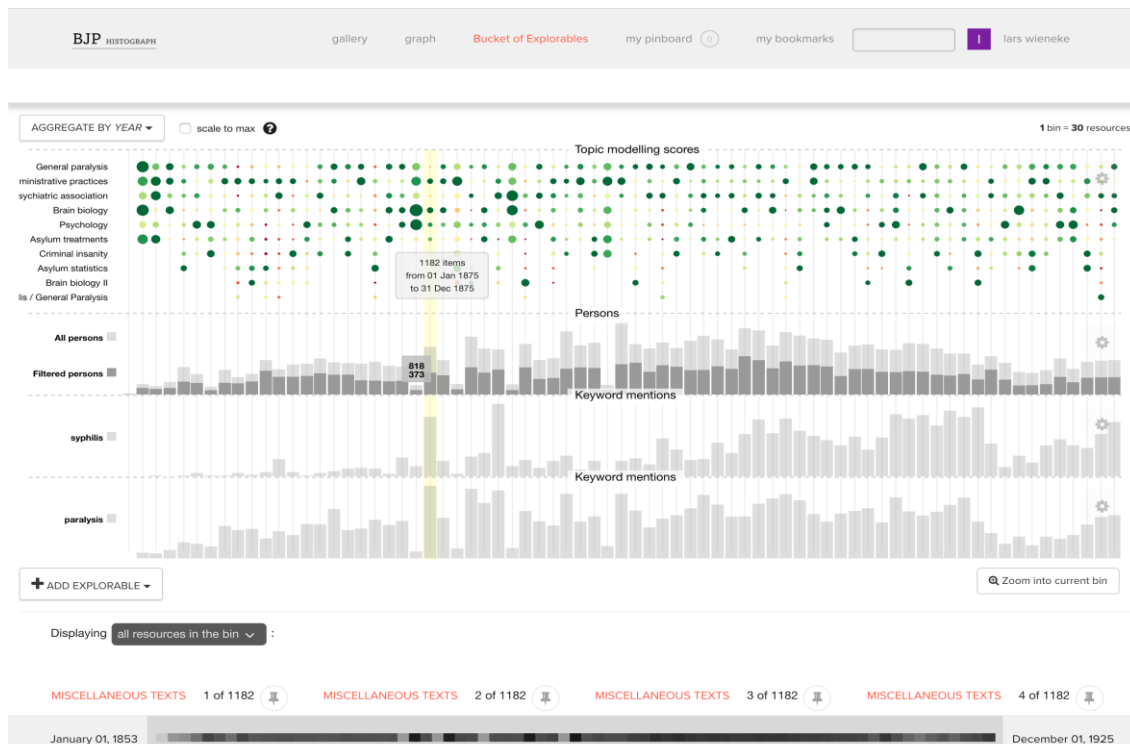 BJP HISTOGRAPH gallery graph Bucket of Explorables my pinboard 0 my bookmarks l lars wieneke
AGGREGATE BY YEAR scale to max ? 1 bin = 30 resources
Topic modelling scores
General paralysis
ministrative practices
sychiatric association
Brain biology
Psychology
Asylum treatments
Criminal insanity
Asylum statistics
Brain biology II
lis / General Paralysis
1182 items
from 01 Jan 1875
to 31 Dec 1875
Persons
All persons
Filtered persons
818
373
Keyword mentions
syphilis
Keyword mentions
paralysis
ADD EXPLORABLE Zoom into current bin
Displaying all resources in the bin :
MISCELLANEOUS TEXTS 1 of 1182 MISCELLANEOUS TEXTS 2 of 1182 MISCELLANEOUS TEXTS 3 of 1182 MISCELLANEOUS TEXTS 4 of 1182
January 01, 1853 December 01, 1925